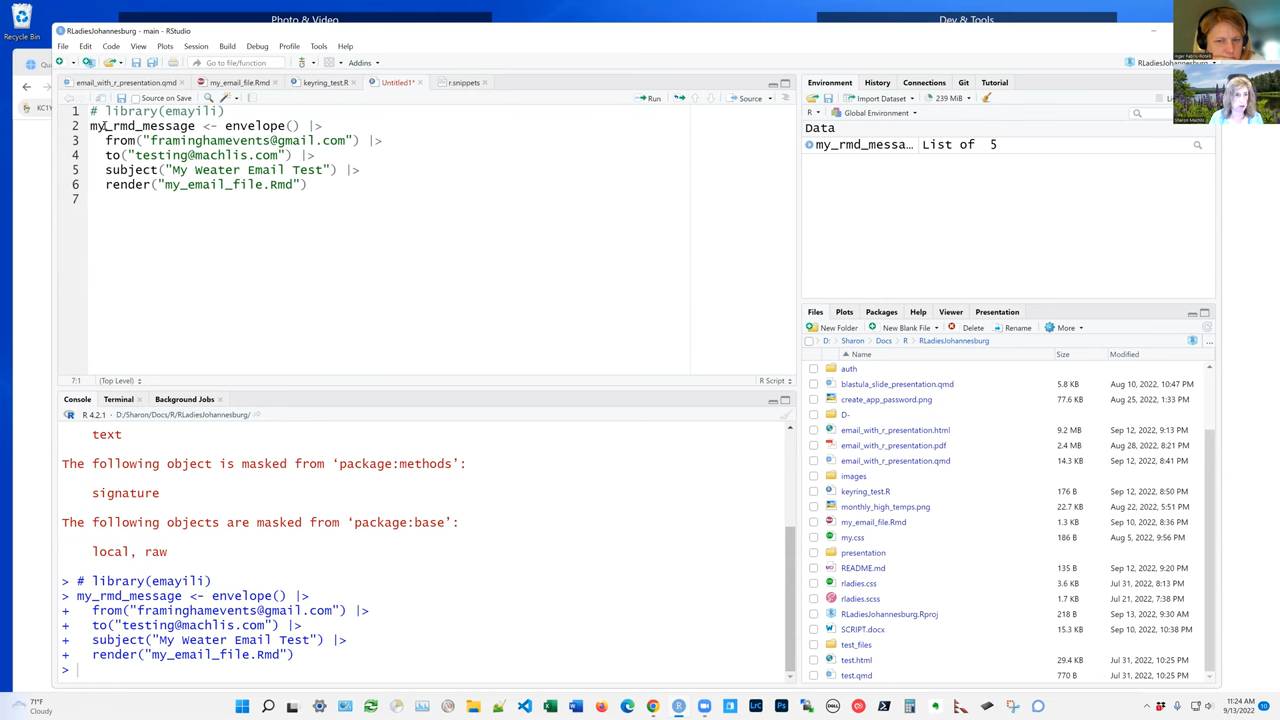 Photo & Video
Dev & Tools
Recycle Bin
RLadiesJohannesburg - main - RStudio
File Edit Code View Plots Session Build Debug Profile Tools Help
Go to file/function
Addins
RLadiesJohannesburg
email_with_r_presentation.qmd
my_email_file.Rmd
keyring_test.R
Untitled1*
r.snippets
Source on Save
Run
Source
1 # library(emayili)
2 my_rmd_message <- envelope() |>
3 from("framinghamevents@gmail.com") |>
4 to("testing@machlis.com") |>
5 subject("My Weater Email Test") |>
6 render("my_email_file.Rmd")
7
7:1 (Top Level) R Script
Console Terminal Background Jobs
R 4.2.1 · D:/Sharon/Docs/R/RLadiesJohannesburg/
text
The following object is masked from ‘package:methods’:
signature
The following objects are masked from ‘package:base’:
local, raw
> # library(emayili)
> my_rmd_message <- envelope() |>
+ from("framinghamevents@gmail.com") |>
+ to("testing@machlis.com") |>
+ subject("My Weater Email Test") |>
+ render("my_email_file.Rmd")
>
Environment History Connections Git Tutorial
Import Dataset 239 MiB
R Global Environment
Data
my_rmd_messa… List of 5
Files Plots Packages Help Viewer Presentation
New Folder New Blank File Delete Rename More
D: Sharon Docs R RLadiesJohannesburg
Name Size Modified
auth
blastula_slide_presentation.qmd 5.8 KB Aug 10, 2022, 10:47 PM
create_app_password.png 77.6 KB Aug 25, 2022, 1:33 PM
D-
email_with_r_presentation.html 9.2 MB Sep 12, 2022, 9:13 PM
email_with_r_presentation.pdf 2.4 MB Aug 28, 2022, 8:21 PM
email_with_r_presentation.qmd 14.3 KB Sep 12, 2022, 8:41 PM
images
keyring_test.R 176 B Sep 12, 2022, 8:50 PM
monthly_high_temps.png 22.7 KB Aug 22, 2022, 5:51 PM
my_email_file.Rmd 1.3 KB Sep 10, 2022, 8:36 PM
my.css 186 B Aug 5, 2022, 9:56 PM
presentation
README.md 135 B Sep 12, 2022, 9:20 PM
rladies.css 3.6 KB Jul 31, 2022, 8:13 PM
rladies.scss 1.9 KB Jul 31, 2022, 7:38 PM
RLadiesJohannesburg.Rproj 218 B Sep 13, 2022, 9:30 AM
SCRIPT.docx 15.3 KB Sep 10, 2022, 10:38 PM
test_files
test.html 29.4 KB Jul 31, 2022, 10:25 PM
test.qmd 770 B Jul 31, 2022, 10:25 PM
Sharon Machlis
71°F
Cloudy
11:24 AM
9/13/2022